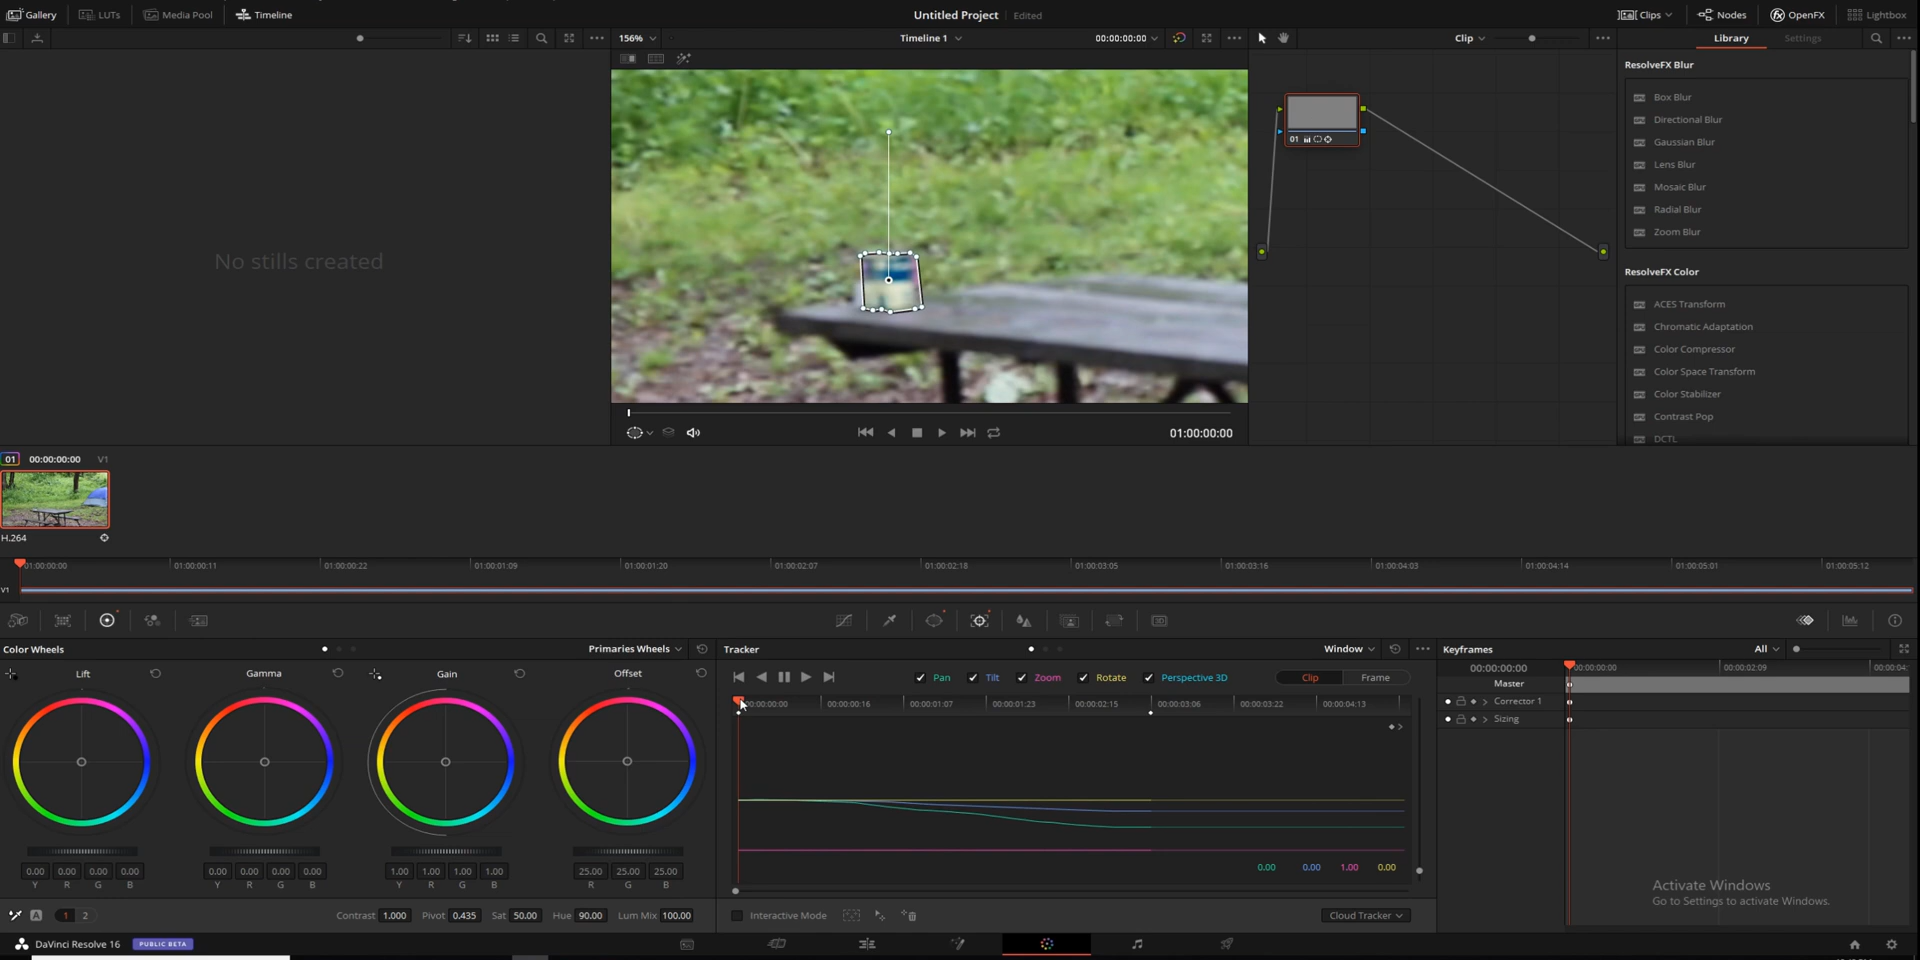 Gallery LUTs Media Pool Timeline Untitled Project Edited Clips Nodes OpenFX Lightbox
156% Timeline 1 00:00:00:00 Clip Library Settings
ResolveFX Blur
Box Blur
Directional Blur
Gaussian Blur
Lens Blur
Mosaic Blur
Radial Blur
Zoom Blur
ResolveFX Color
ACES Transform
Chromatic Adaptation
Color Compressor
Color Space Transform
Color Stabilizer
Contrast Pop
DCTL
No stills created
01
01:00:00:00
01 00:00:00:00 V1
H.264
01:00:00:00 01:00:00:11 01:00:00:22 01:00:01:09 01:00:01:20 01:00:02:07 01:00:02:18 01:00:03:05 01:00:03:16 01:00:04:03 01:00:04:14 01:00:05:01 01:00:05:12
V1
Color Wheels Primaries Wheels
Lift Gamma Gain Offset
0.00 0.00 0.00 0.00 0.00 0.00 0.00 0.00 1.00 1.00 1.00 1.00 25.00 25.00 25.00
Y R G B Y R G B Y R G B R G B
A 1 2 Contrast 1.000 Pivot 0.435 Sat 50.00 Hue 90.00 Lum Mix 100.00
Tracker Window
Pan Tilt Zoom Rotate Perspective 3D Clip Frame
00:00:00:00 00:00:00:16 00:00:01:07 00:00:01:23 00:00:02:15 00:00:03:06 00:00:03:22 00:00:04:13
0.00 0.00 1.00 0.00
Interactive Mode Cloud Tracker
Keyframes All
00:00:00:00 00:00:00:00 00:00:02:09 00:00:04:
Master
Corrector 1
Sizing
Activate Windows
Go to Settings to activate Windows.
DaVinci Resolve 16 PUBLIC BETA